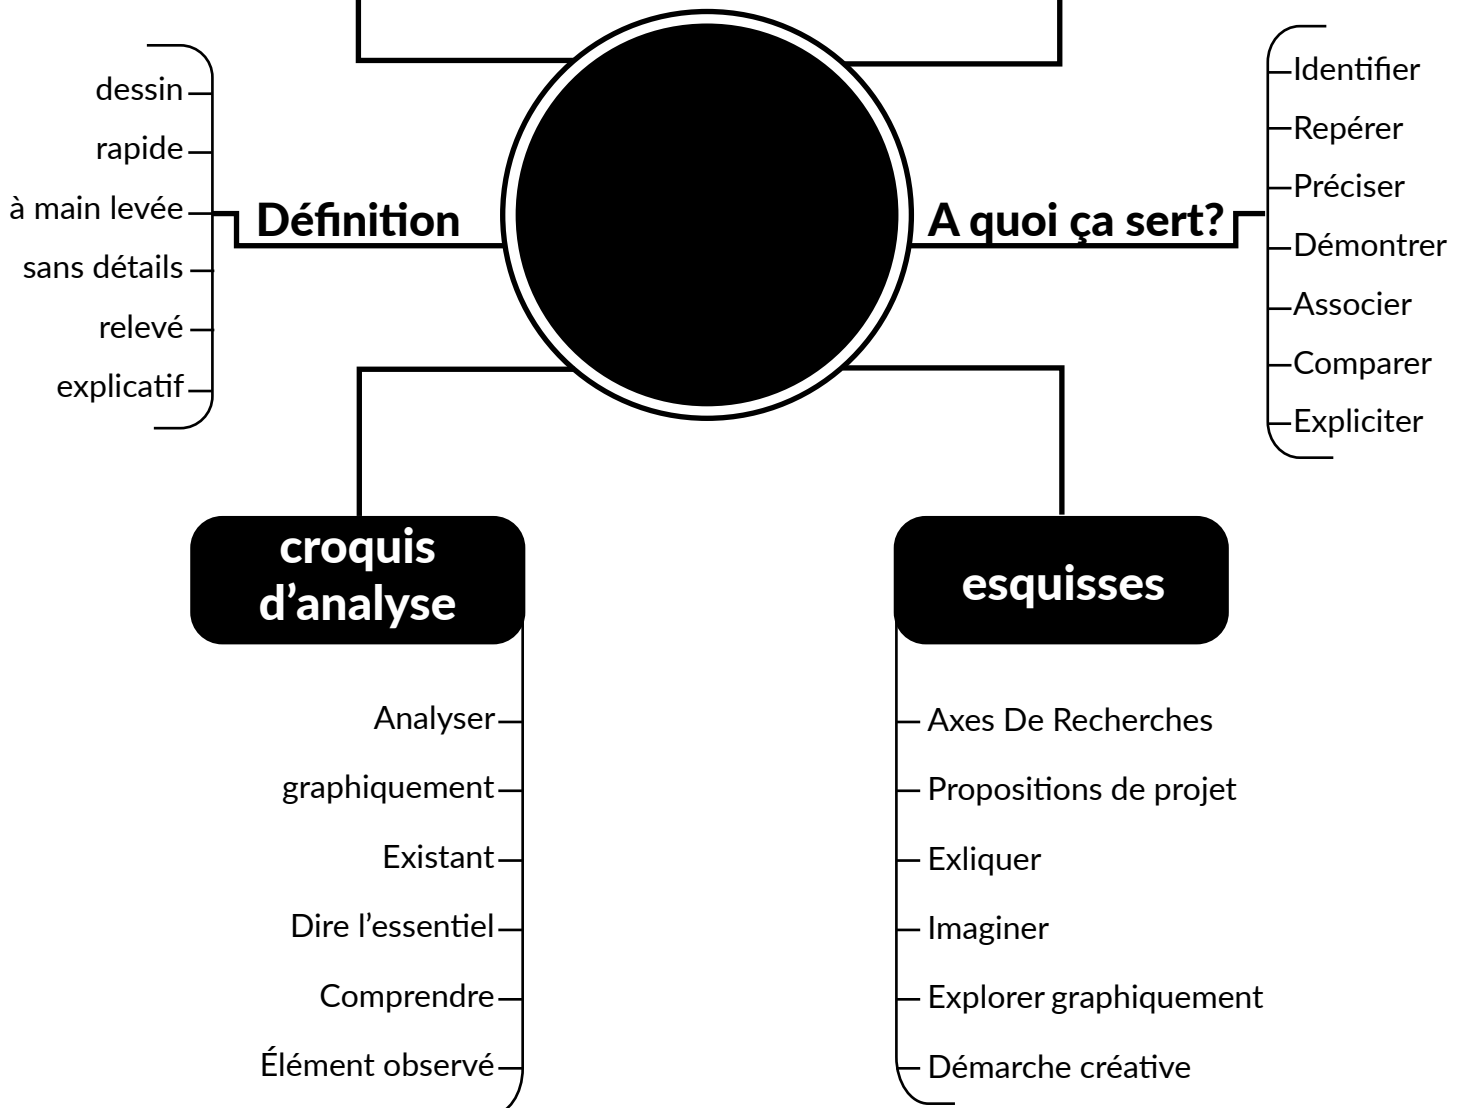 Définition
dessin
rapide
à main levée
sans détails
relevé
explicatif
A quoi ça sert?
Identifier
Repérer
Préciser
Démontrer
Associer
Comparer
Expliciter
croquis
d’analyse
Analyser
graphiquement
Existant
Dire l’essentiel
Comprendre
Élément observé
esquisses
Axes De Recherches
Propositions de projet
Exliquer
Imaginer
Explorer graphiquement
Démarche créative